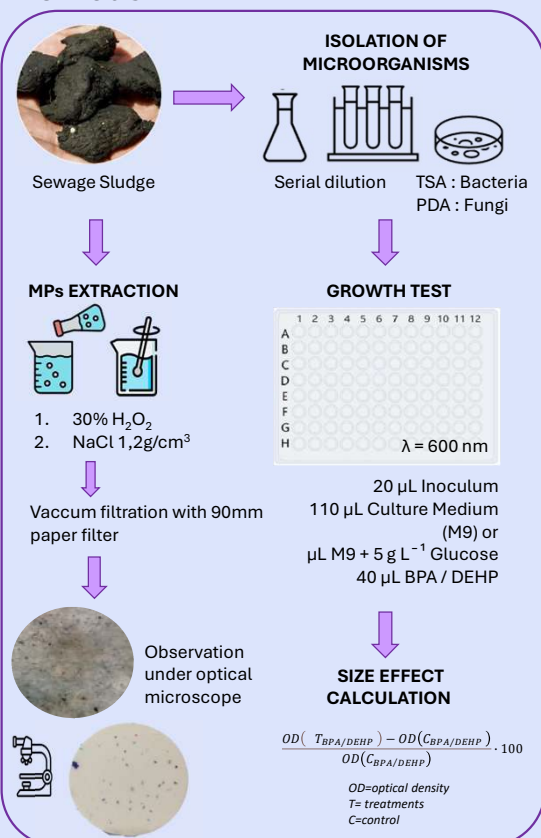 ISOLATION OF
MICROORGANISMS
Sewage Sludge
Serial dilution
TSA : Bacteria
PDA : Fungi
MPs EXTRACTION
1. 30% H₂O₂
2. NaCl 1,2g/cm³
Vaccum filtration with 90mm
paper filter
Observation
under optical
microscope
GROWTH TEST
1 2 3 4 5 6 7 8 9 10 11 12
A
B
C
D
E
F
G
H
λ = 600 nm
20 µL Inoculum
110 µL Culture Medium
(M9) or
µL M9 + 5 g L⁻¹ Glucose
40 µL BPA / DEHP
SIZE EFFECT
CALCULATION
OD( T_BPA/DEHP ) − OD(C_BPA/DEHP )
OD(C_BPA/DEHP)
· 100
OD=optical density
T= treatments
C=control